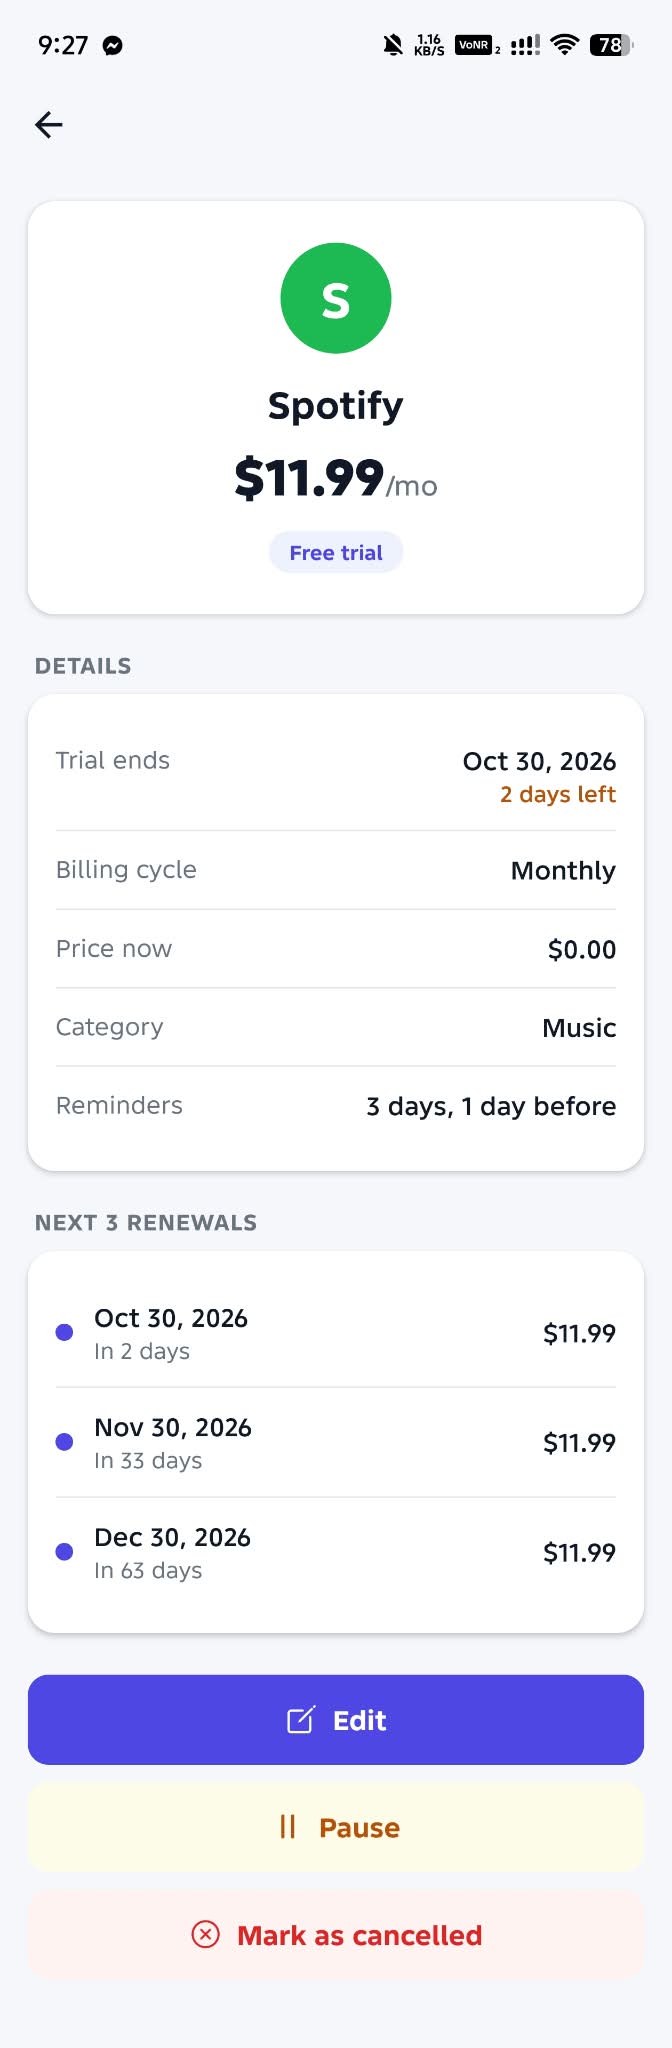 9:27 1.16 KB/S VoNR 2 78
S
Spotify
$11.99/mo
Free trial
DETAILS
Trial ends Oct 30, 2026
2 days left
Billing cycle Monthly
Price now $0.00
Category Music
Reminders 3 days, 1 day before
NEXT 3 RENEWALS
Oct 30, 2026 $11.99
In 2 days
Nov 30, 2026 $11.99
In 33 days
Dec 30, 2026 $11.99
In 63 days
Edit
Pause
Mark as cancelled